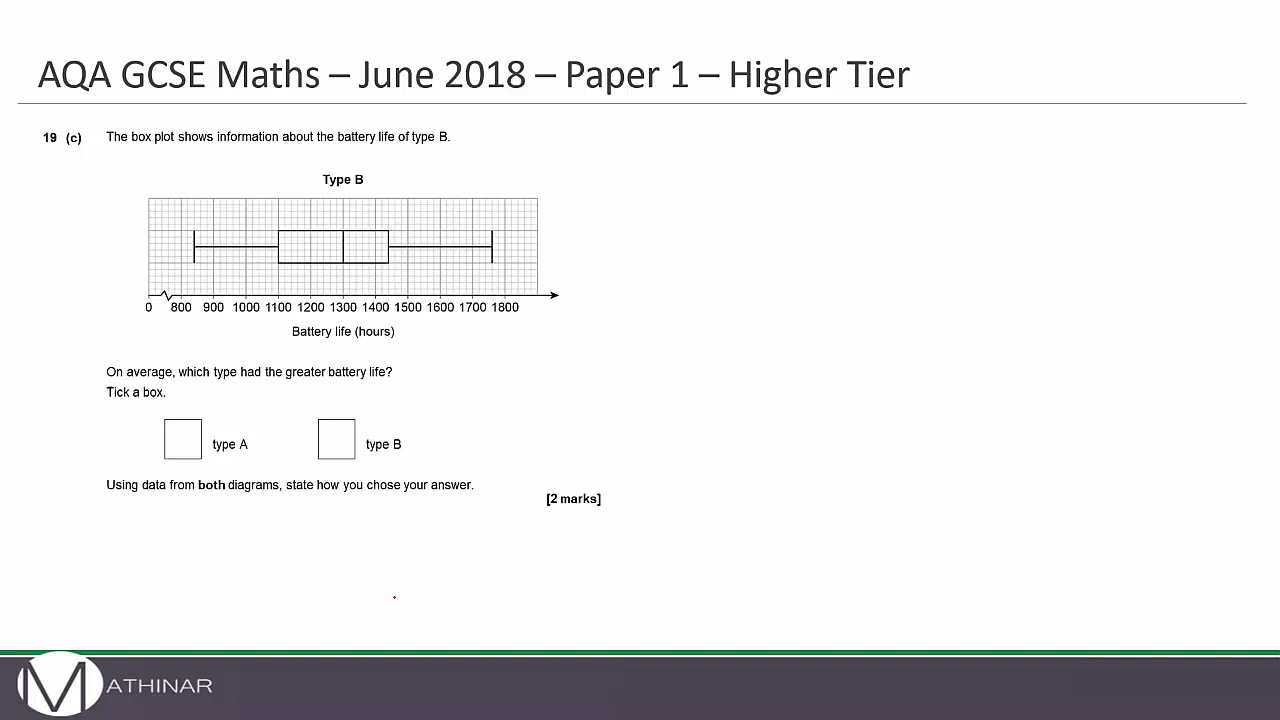 AQA GCSE Maths – June 2018 – Paper 1 – Higher Tier
19 (c) The box plot shows information about the battery life of type B.
Type B
0 800 900 1000 1100 1200 1300 1400 1500 1600 1700 1800
Battery life (hours)
On average, which type had the greater battery life?
Tick a box.
type A type B
Using data from both diagrams, state how you chose your answer.
[2 marks]
MATHINAR